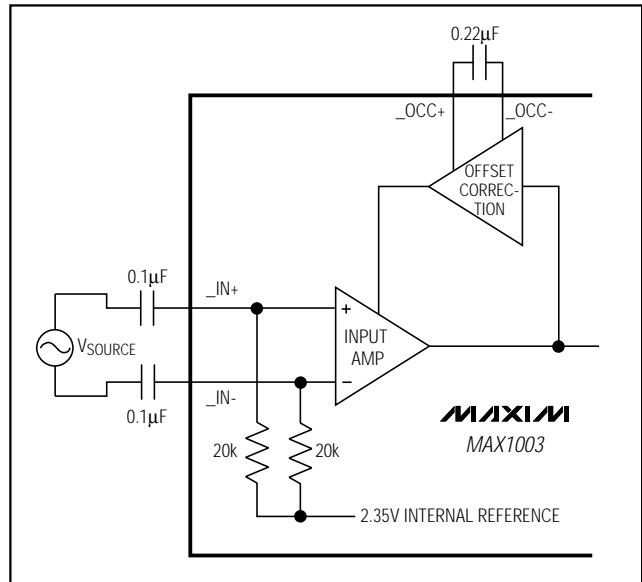 0.22µF
_OCC+
_OCC-
OFFSET
CORREC-
TION
0.1µF
_IN+
+
INPUT
AMP
VSOURCE
−
_IN-
0.1µF
MAXIM
MAX1003
20k
20k
2.35V INTERNAL REFERENCE